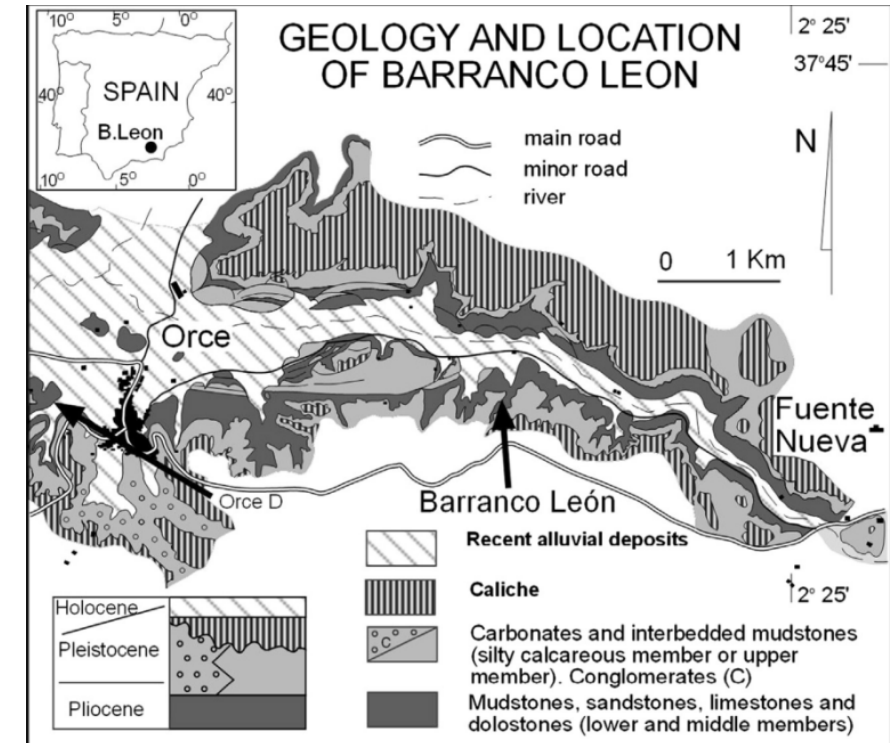 10°
5°
0°
40
40°
SPAIN
B.Leon
10°
5°
0°
GEOLOGY AND LOCATION
OF BARRANCO LEON
2° 25'
37°45'
main road
minor road
river
N
0 1 Km
Orce
Fuente
Nueva
Orce D
Barranco León
2° 25'
Recent alluvial deposits
Caliche
C
Carbonates and interbedded mudstones
(silty calcareous member or upper
member). Conglomerates (C)
Mudstones, sandstones, limestones and
dolostones (lower and middle members)
Holocene
Pleistocene
Pliocene